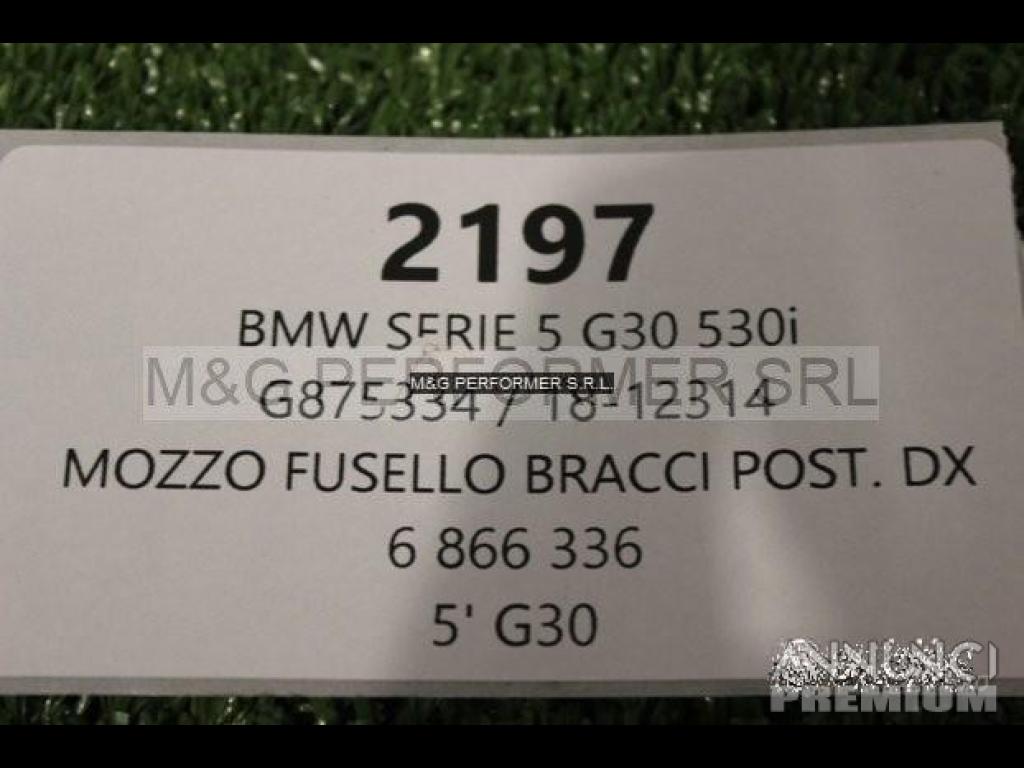 2197
BMW SERIE 5 G30 530i
M&G PERFORMER SRL
M&G PERFORMER S.R.L.
G875334 / 18-12314
MOZZO FUSELLO BRACCI POST. DX
6 866 336
5' G30
ANNUNCI
PREMIUM